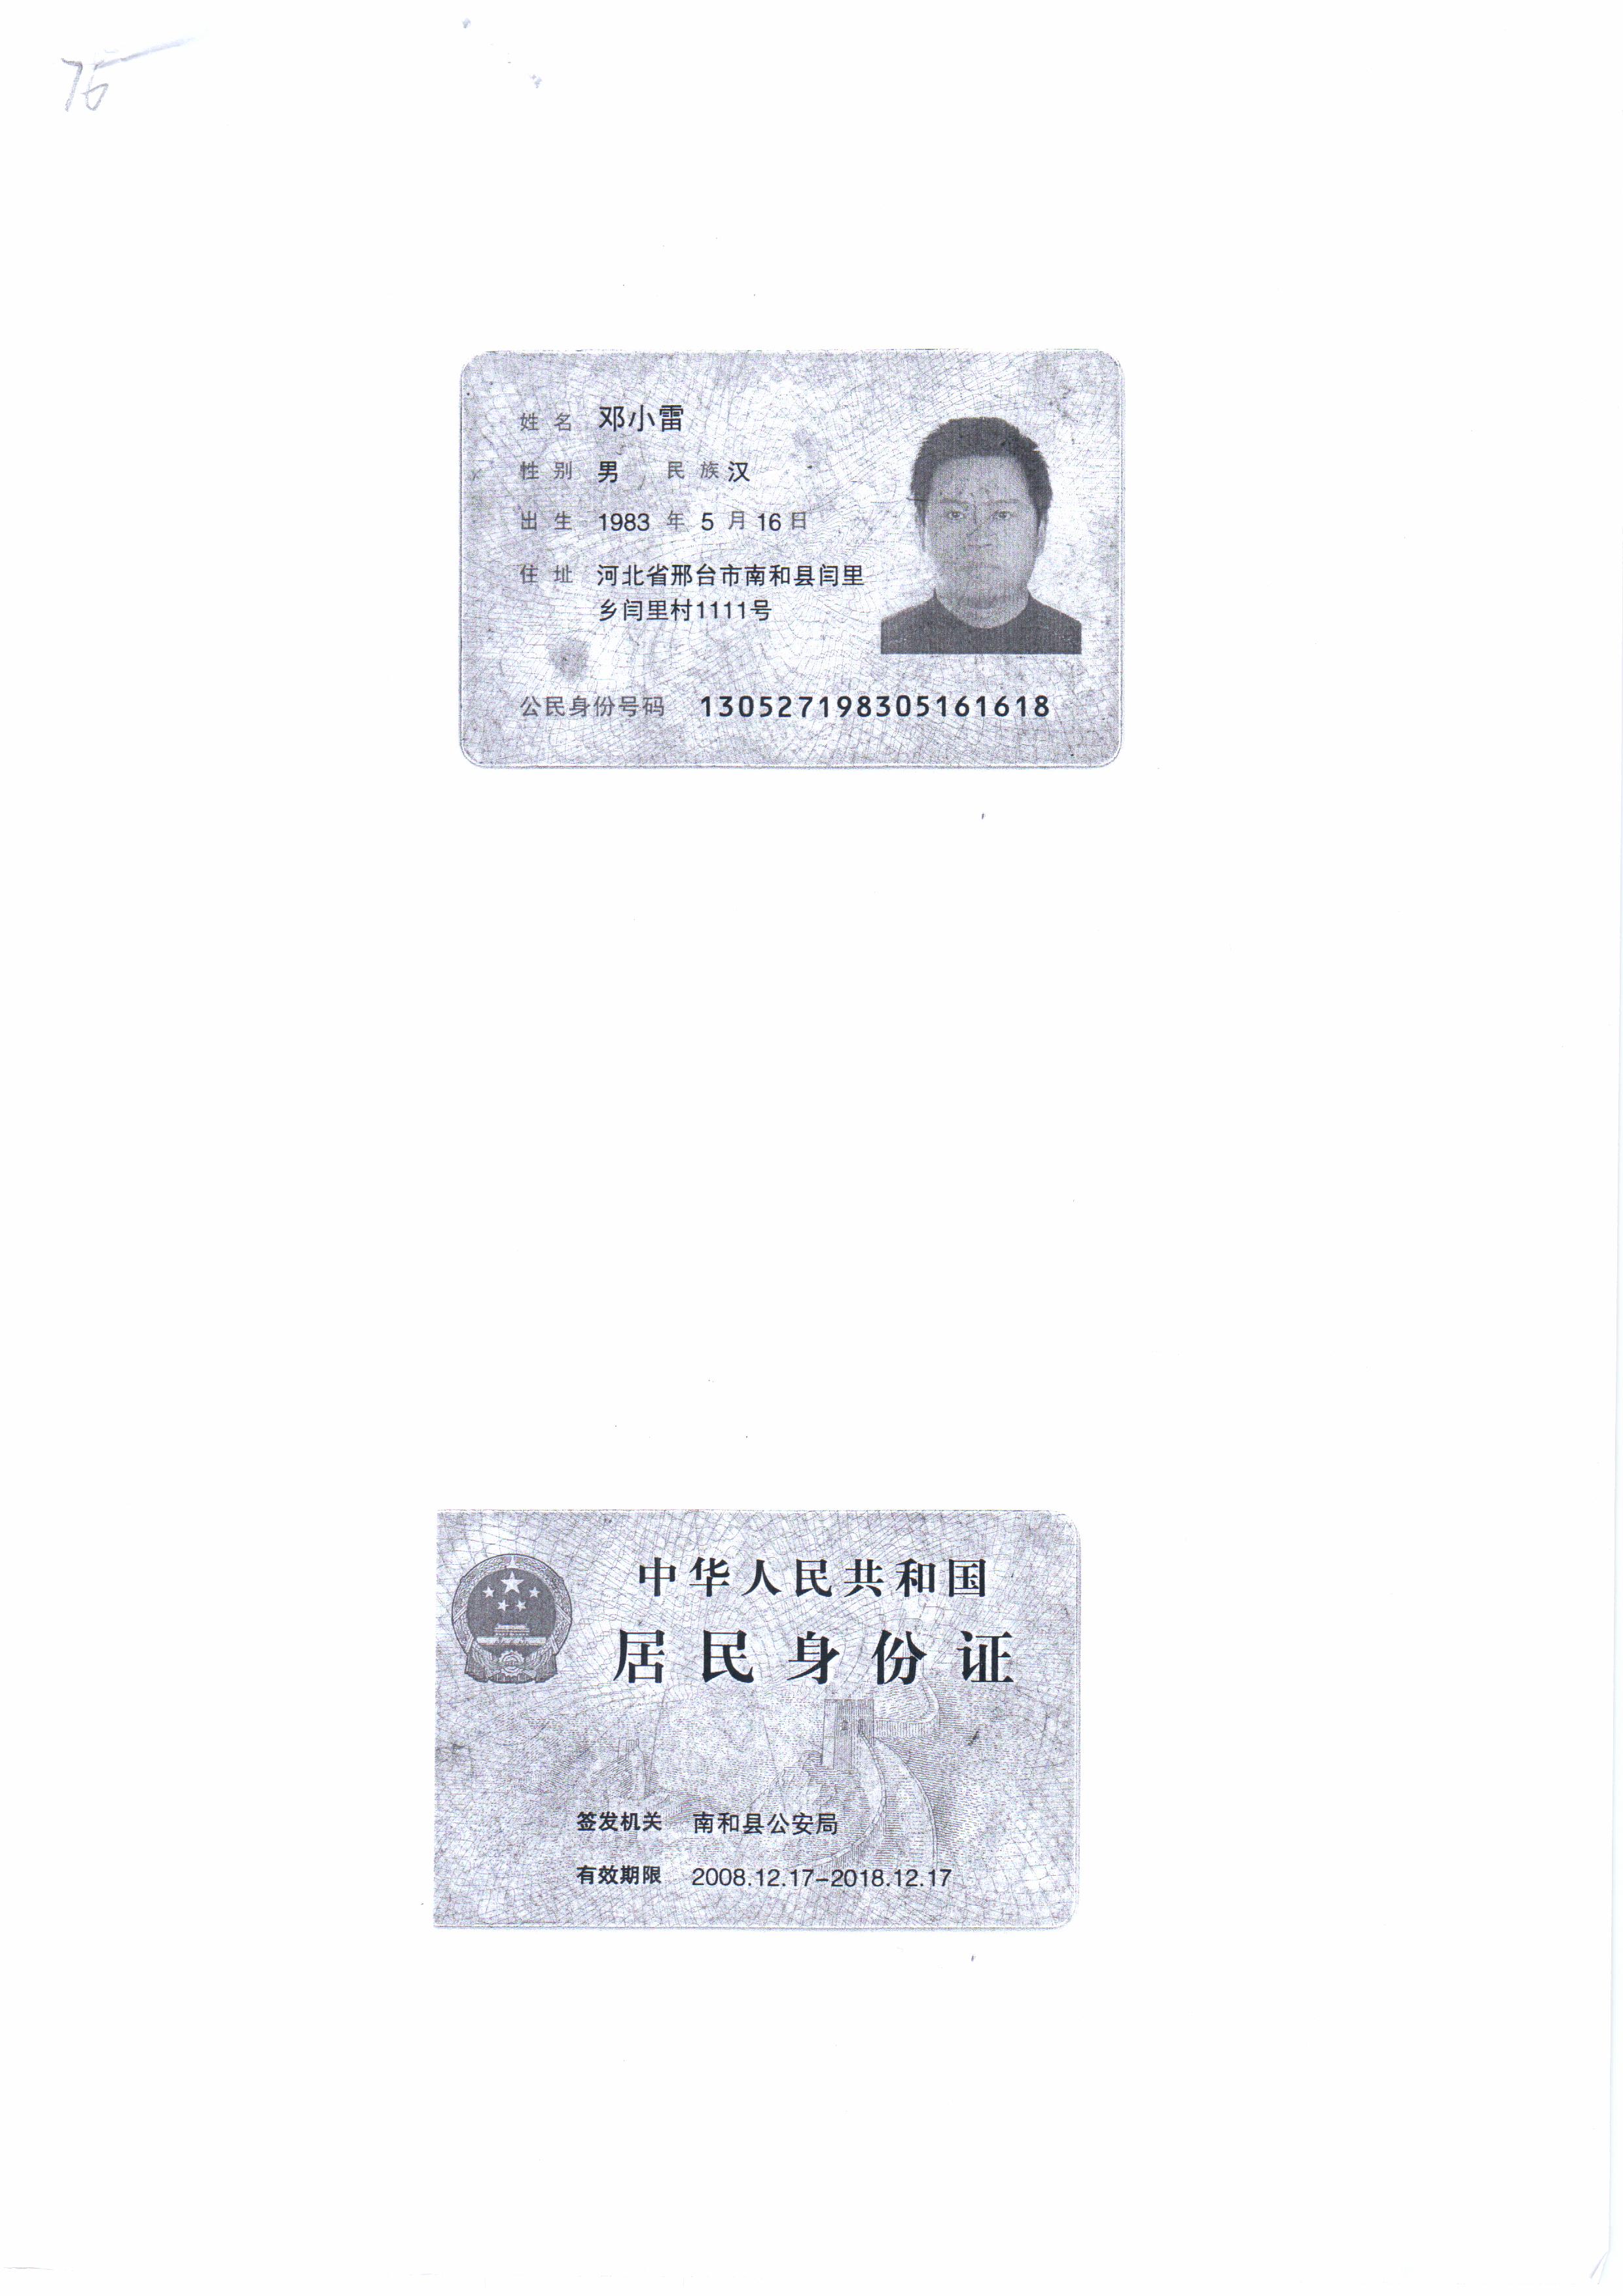 75
姓名 邓小雷
性别 男 民族 汉
出生 1983 年 5 月 16 日
住址 河北省邢台市南和县闫里
乡闫里村1111号
公民身份号码 130527198305161618
中华人民共和国
居民身份证
签发机关 南和县公安局
有效期限 2008.12.17-2018.12.17